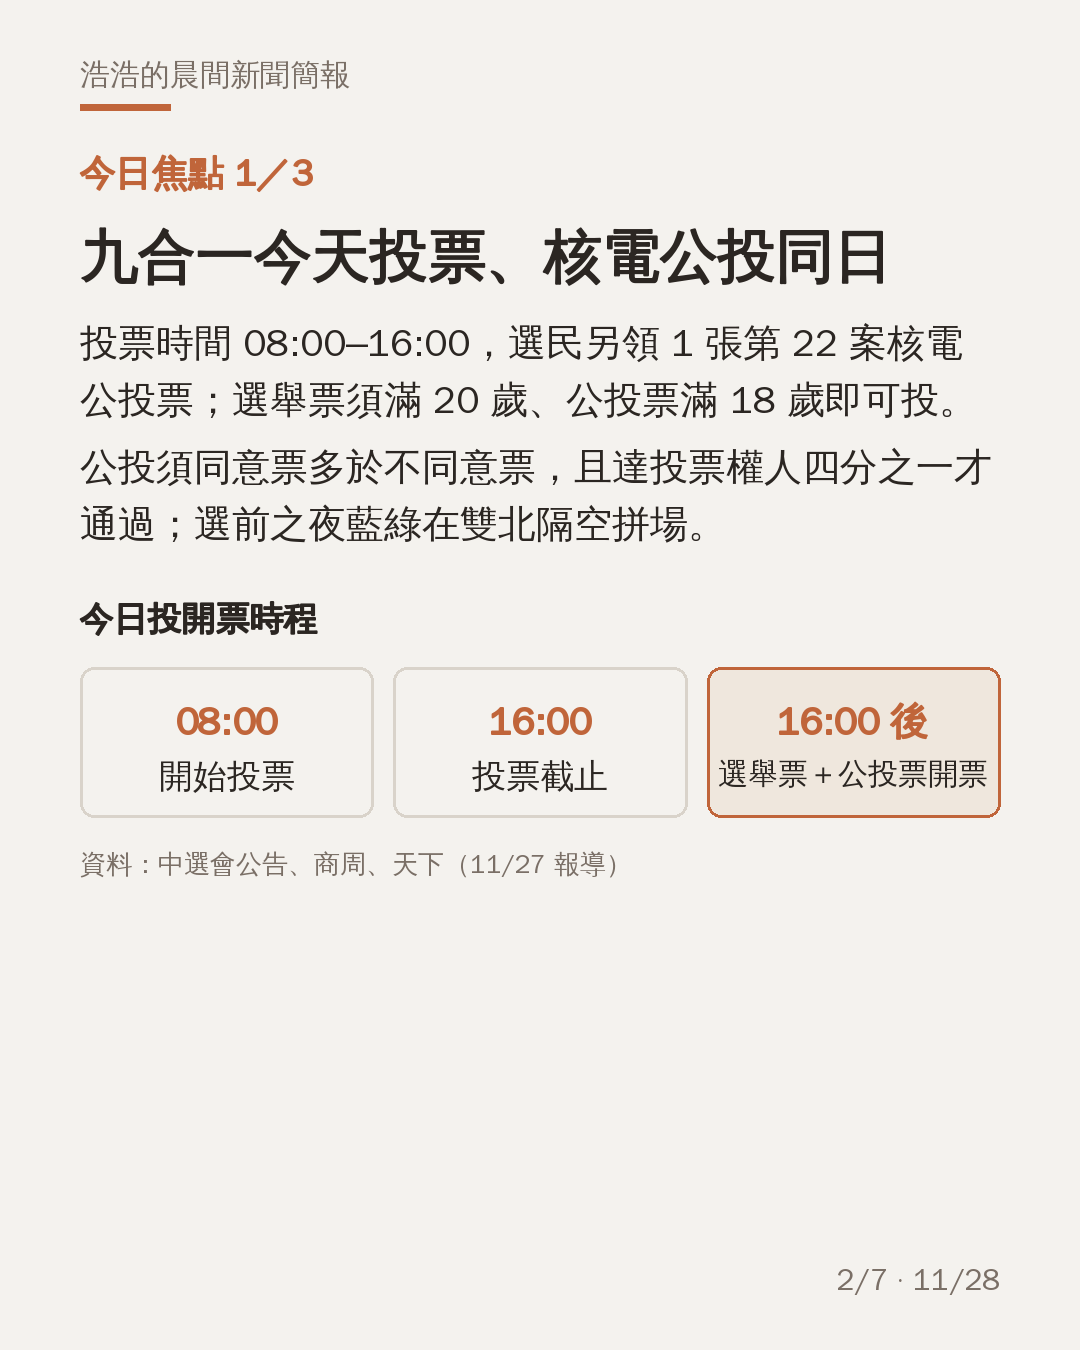 浩浩的晨間新聞簡報
今日焦點 1／3
九合一今天投票、核電公投同日
投票時間 08:00–16:00，選民另領 1 張第 22 案核電
公投票；選舉票須滿 20 歲、公投票滿 18 歲即可投。
公投須同意票多於不同意票，且達投票權人四分之一才
通過；選前之夜藍綠在雙北隔空拼場。
今日投開票時程
08:00
開始投票
16:00
投票截止
16:00 後
選舉票＋公投票開票
資料：中選會公告、商周、天下（11/27 報導）
2/7 · 11/28